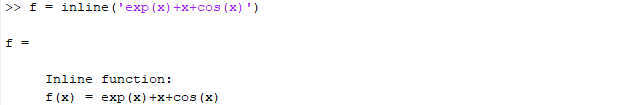 >> f = inline('exp(x)+x+cos(x)')
f =
Inline function:
f(x) = exp(x)+x+cos(x)